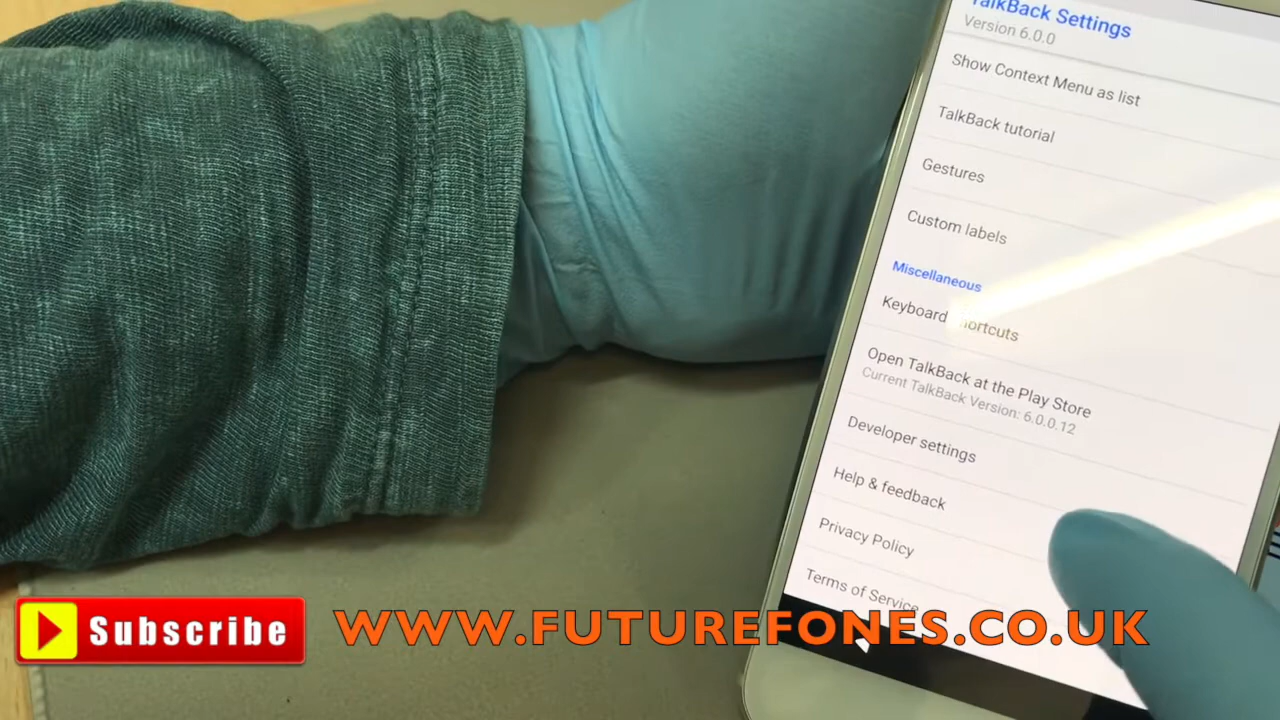 TalkBack Settings
Version 6.0.0
Show Context Menu as list
TalkBack tutorial
Gestures
Custom labels
Miscellaneous
Keyboard shortcuts
Open TalkBack at the Play Store
Current TalkBack Version: 6.0.0.12
Developer settings
Help & feedback
Privacy Policy
Terms of Service
Subscribe
WWW.FUTUREFONES.CO.UK